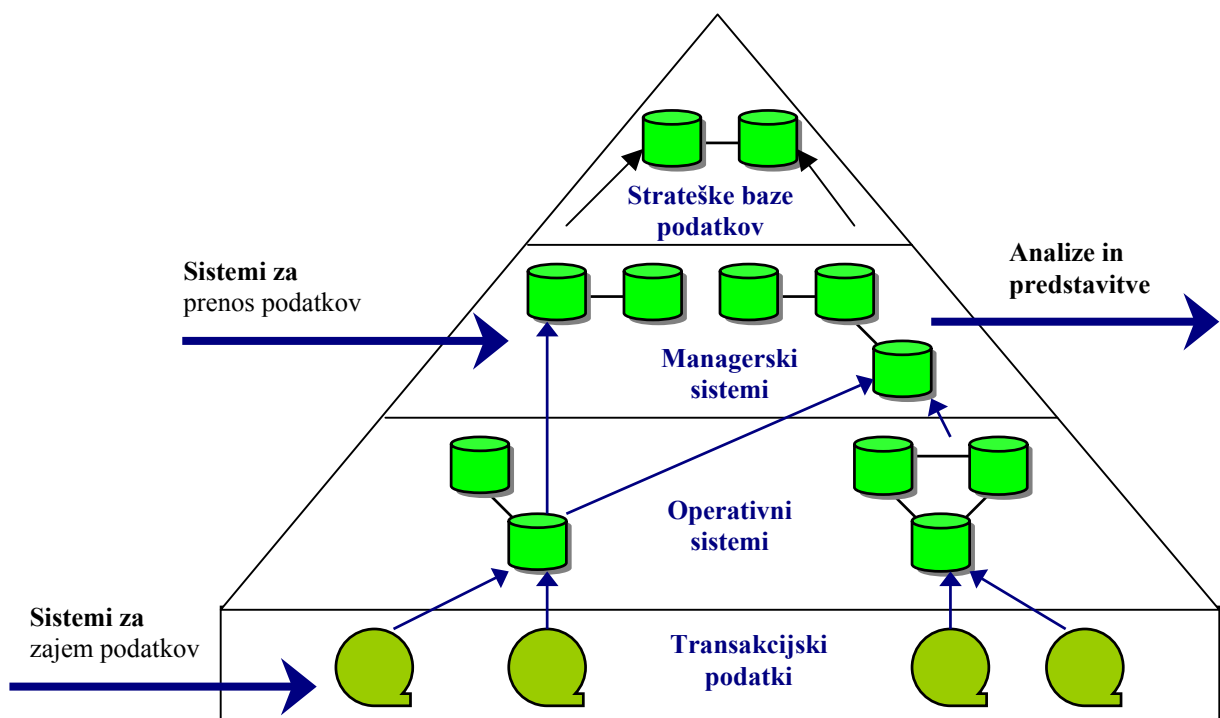 Strateške baze
podatkov
Sistemi za
prenos podatkov
Analize in
predstavitve
Managerski
sistemi
Operativni
sistemi
Sistemi za
zajem podatkov
Transakcijski
podatki